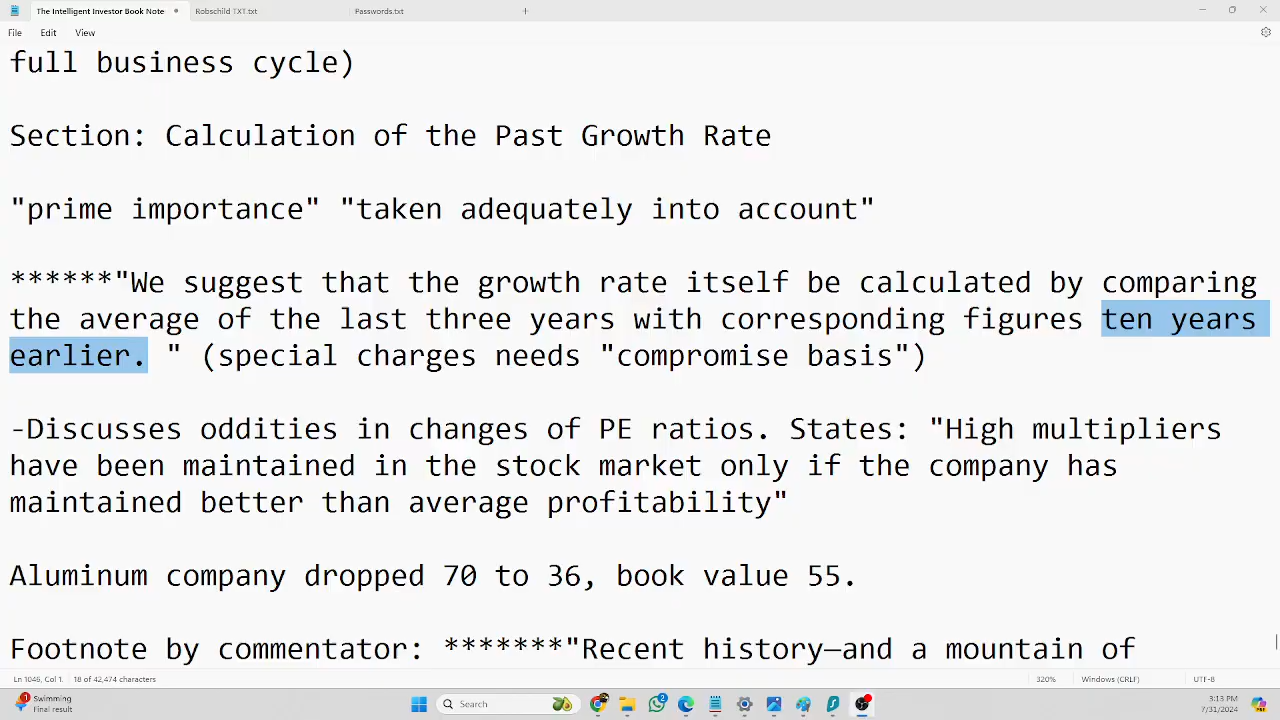 The Intelligent Investor Book Note
Robschild TXT.txt
Passwords.txt
File Edit View
full business cycle)
Section: Calculation of the Past Growth Rate
"prime importance" "taken adequately into account"
******"We suggest that the growth rate itself be calculated by comparing
the average of the last three years with corresponding figures ten years
earlier. " (special charges needs "compromise basis")
-Discusses oddities in changes of PE ratios. States: "High multipliers
have been maintained in the stock market only if the company has
maintained better than average profitability"
Aluminum company dropped 70 to 36, book value 55.
Footnote by commentator: *******"Recent history—and a mountain of
Ln 1046, Col 1 18 of 42,474 characters 320% Windows (CRLF) UTF-8
Swimming
Final result
Search
2
3:13 PM
7/31/2024